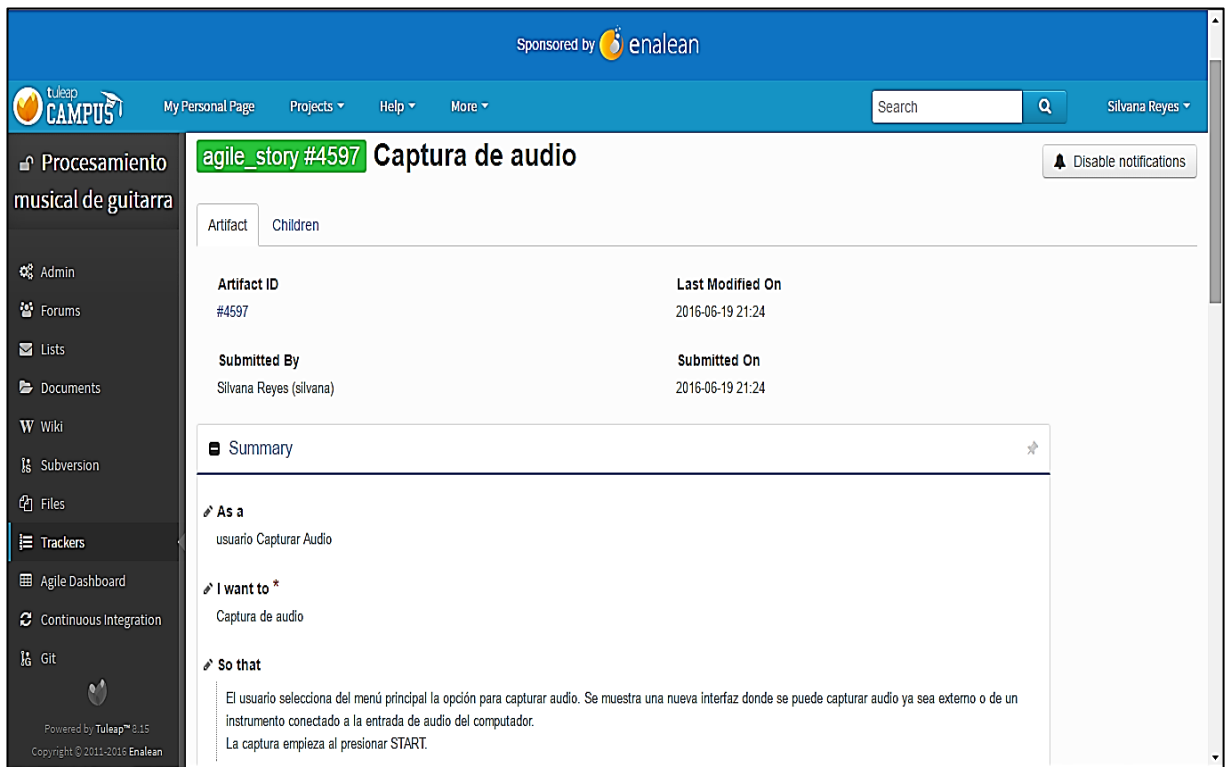 Sponsored by enalean
tuleap
CAMPUS
My Personal Page Projects Help More Search Silvana Reyes
Procesamiento
musical de guitarra
Admin
Forums
Lists
Documents
Wiki
Subversion
Files
Trackers
Agile Dashboard
Continuous Integration
Git
Powered by Tuleap™ 8.15
Copyright © 2011-2016 Enalean
agile_story #4597 Captura de audio
Disable notifications
Artifact Children
Artifact ID
#4597
Last Modified On
2016-06-19 21:24
Submitted By
Silvana Reyes (silvana)
Submitted On
2016-06-19 21:24
Summary
As a
usuario Capturar Audio
I want to *
Captura de audio
So that
El usuario selecciona del menú principal la opción para capturar audio. Se muestra una nueva interfaz donde se puede capturar audio ya sea externo o de un
instrumento conectado a la entrada de audio del computador.
La captura empieza al presionar START.